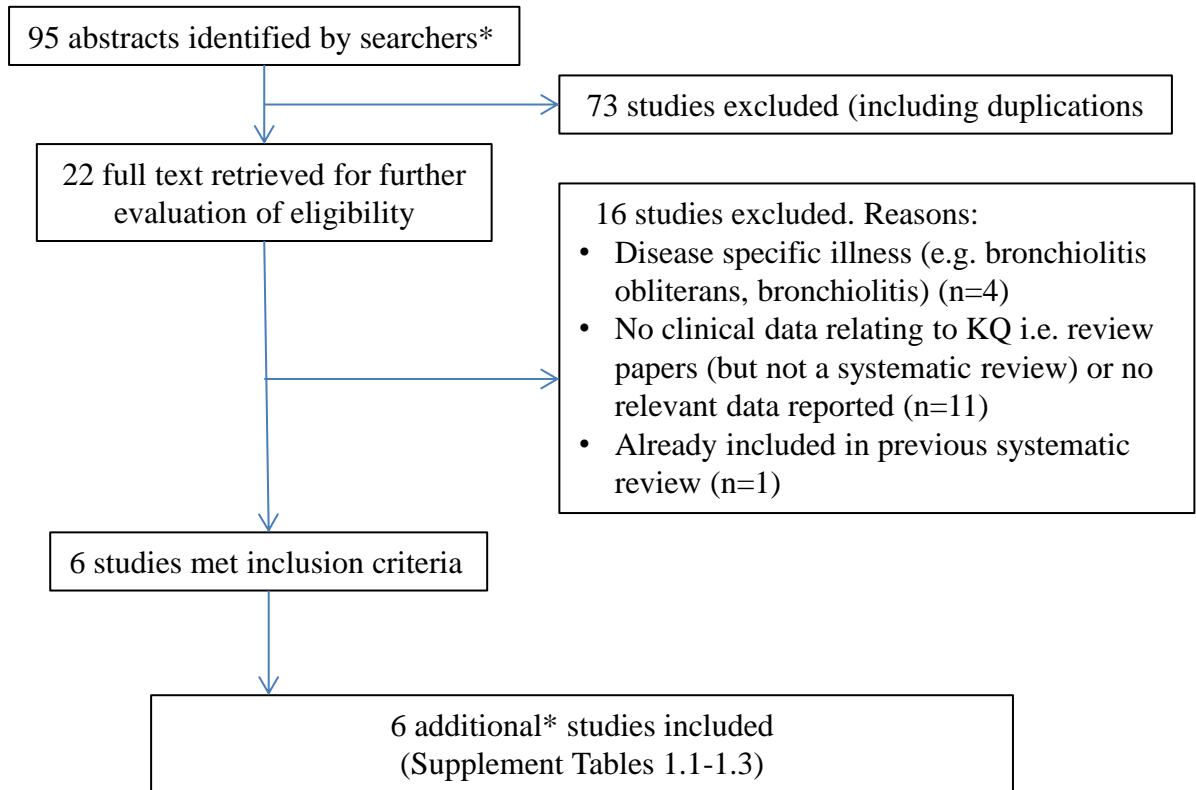 95 abstracts identified by searchers*
73 studies excluded (including duplications
22 full text retrieved for further
evaluation of eligibility
16 studies excluded. Reasons:
• Disease specific illness (e.g. bronchiolitis
obliterans, bronchiolitis) (n=4)
• No clinical data relating to KQ i.e. review
papers (but not a systematic review) or no
relevant data reported (n=11)
• Already included in previous systematic
review (n=1)
6 studies met inclusion criteria
6 additional* studies included
(Supplement Tables 1.1-1.3)